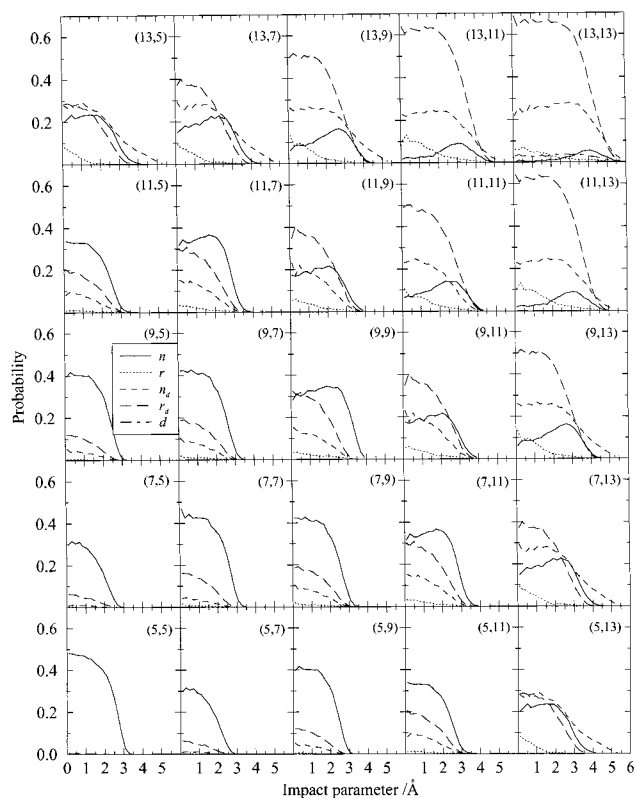 0.6
0.4
0.2
(13,5) (13,7) (13,9) (13,11) (13,13)
0.6
0.4
0.2
(11,5) (11,7) (11,9) (11,11) (11,13)
Probability
0.6
0.4
0.2
(9,5) (9,7) (9,9) (9,11) (9,13)
n
r
n_d
r_d
d
0.6
0.4
0.2
(7,5) (7,7) (7,9) (7,11) (7,13)
0.6
0.4
0.2
0.0
(5,5) (5,7) (5,9) (5,11) (5,13)
0 1 2 3 4 5 1 2 3 4 5 1 2 3 4 5 1 2 3 4 5 1 2 3 4 5 6
Impact parameter /Å